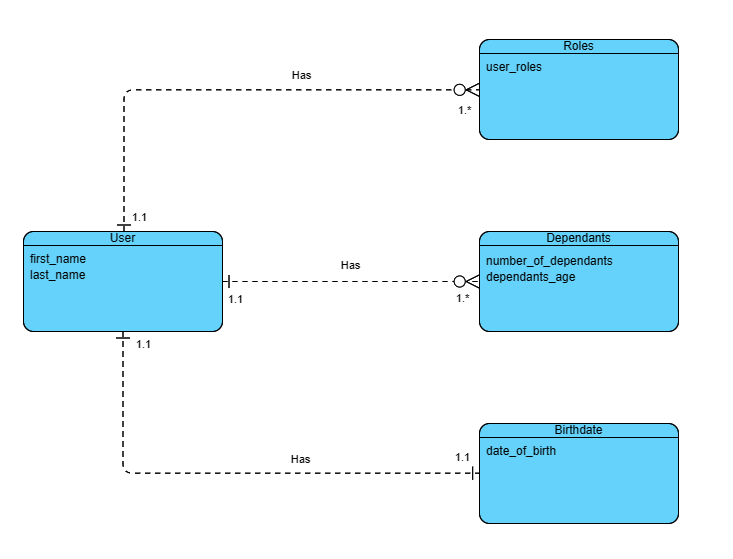 Roles
user_roles
Has
1.*
1.1
User
first_name
last_name
Has
1.1
Dependants
number_of_dependants
dependants_age
1.*
1.1
Has
1.1
Birthdate
date_of_birth